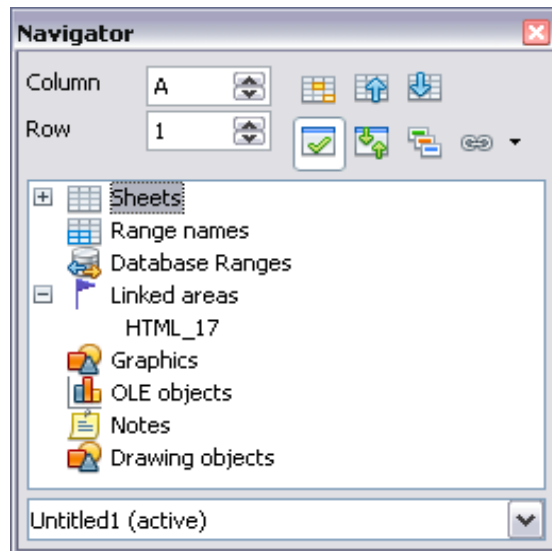 Navigator
Column A
Row 1
Sheets
Range names
Database Ranges
Linked areas
HTML_17
Graphics
OLE objects
Notes
Drawing objects
Untitled1 (active)